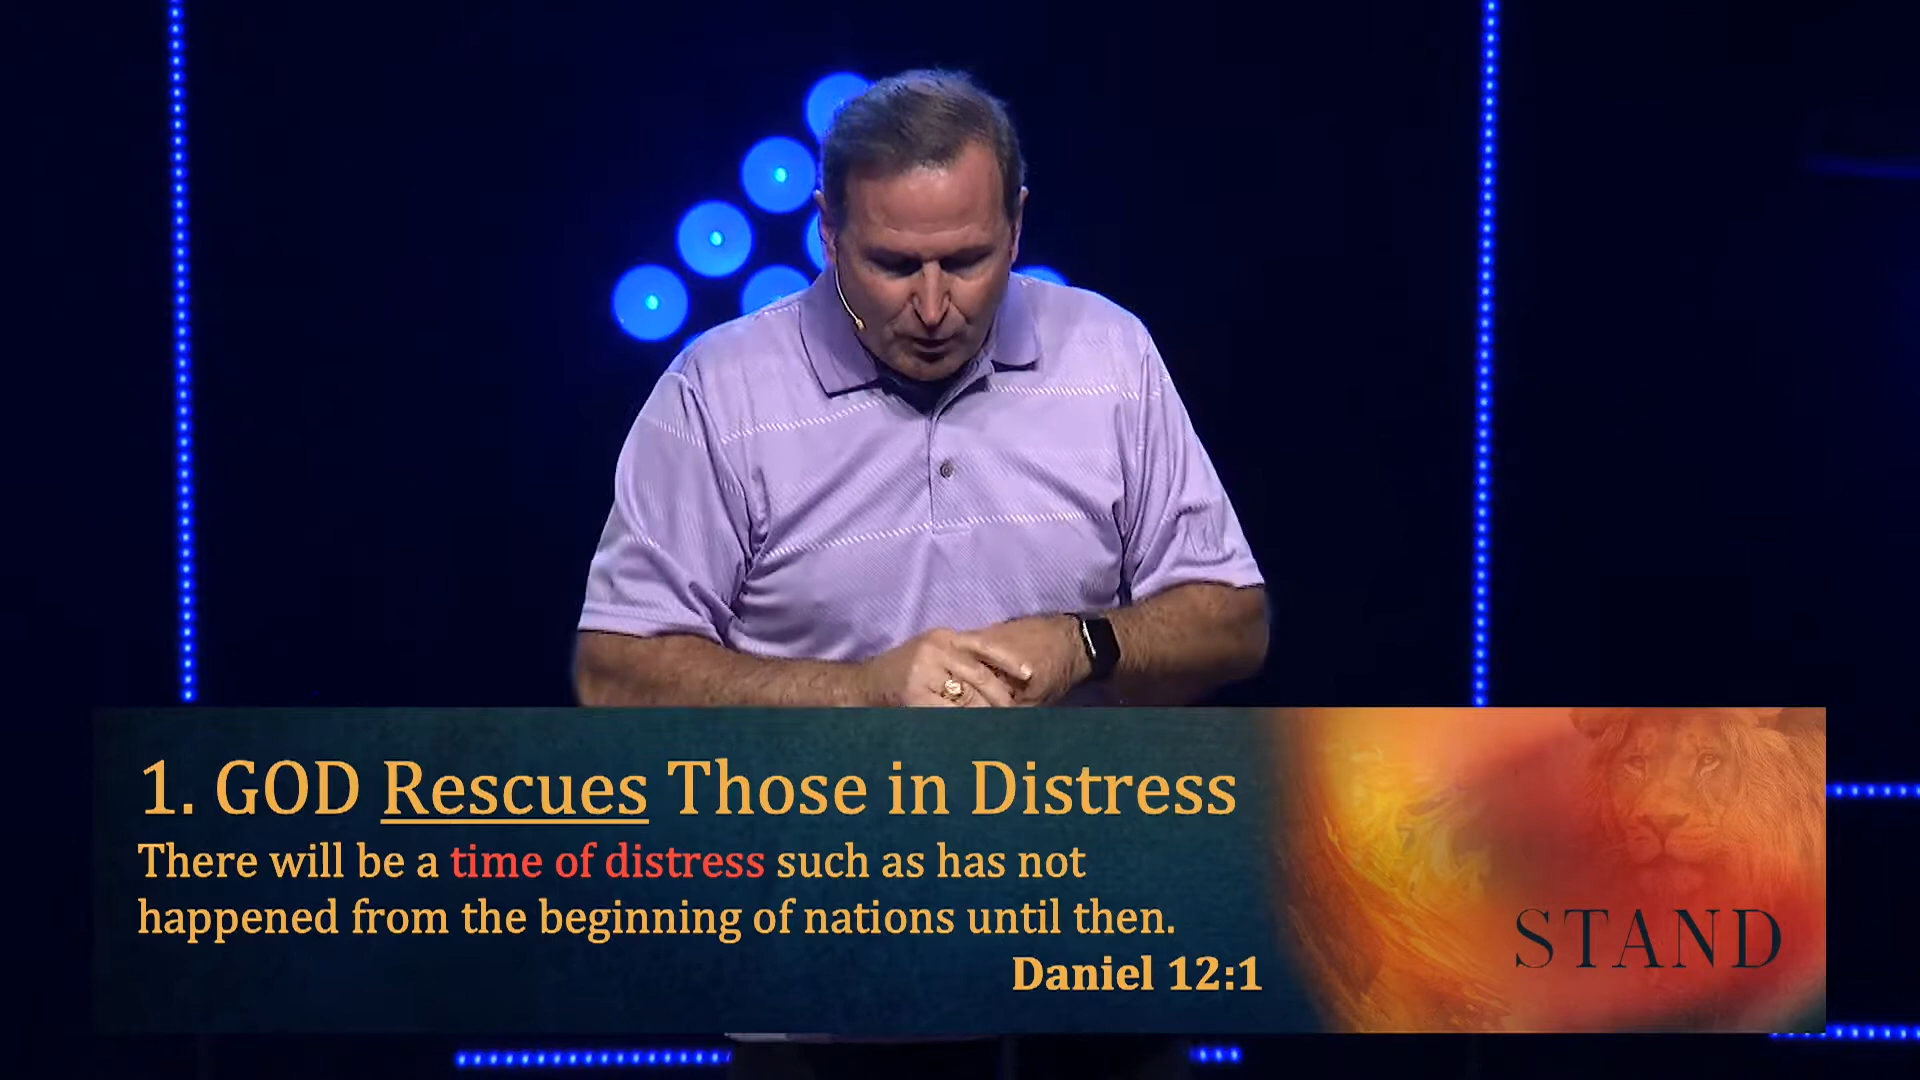 1. GOD Rescues Those in Distress
There will be a time of distress such as has not
happened from the beginning of nations until then.
Daniel 12:1
STAND